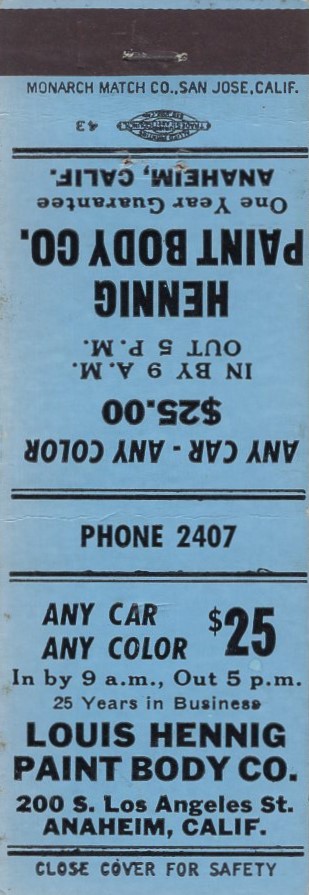 MONARCH MATCH CO., SAN JOSE, CALIF.
43
ANY CAR - ANY COLOR
$25.00
IN BY 9 A.M.
OUT 5 P.M.
HENNIG
PAINT BODY CO.
One Year Guarantee
ANAHEIM, CALIF.
PHONE 2407
ANY CAR
ANY COLOR
$25
In by 9 a.m., Out 5 p.m.
25 Years in Business
LOUIS HENNIG
PAINT BODY CO.
200 S. Los Angeles St.
ANAHEIM, CALIF.
CLOSE COVER FOR SAFETY